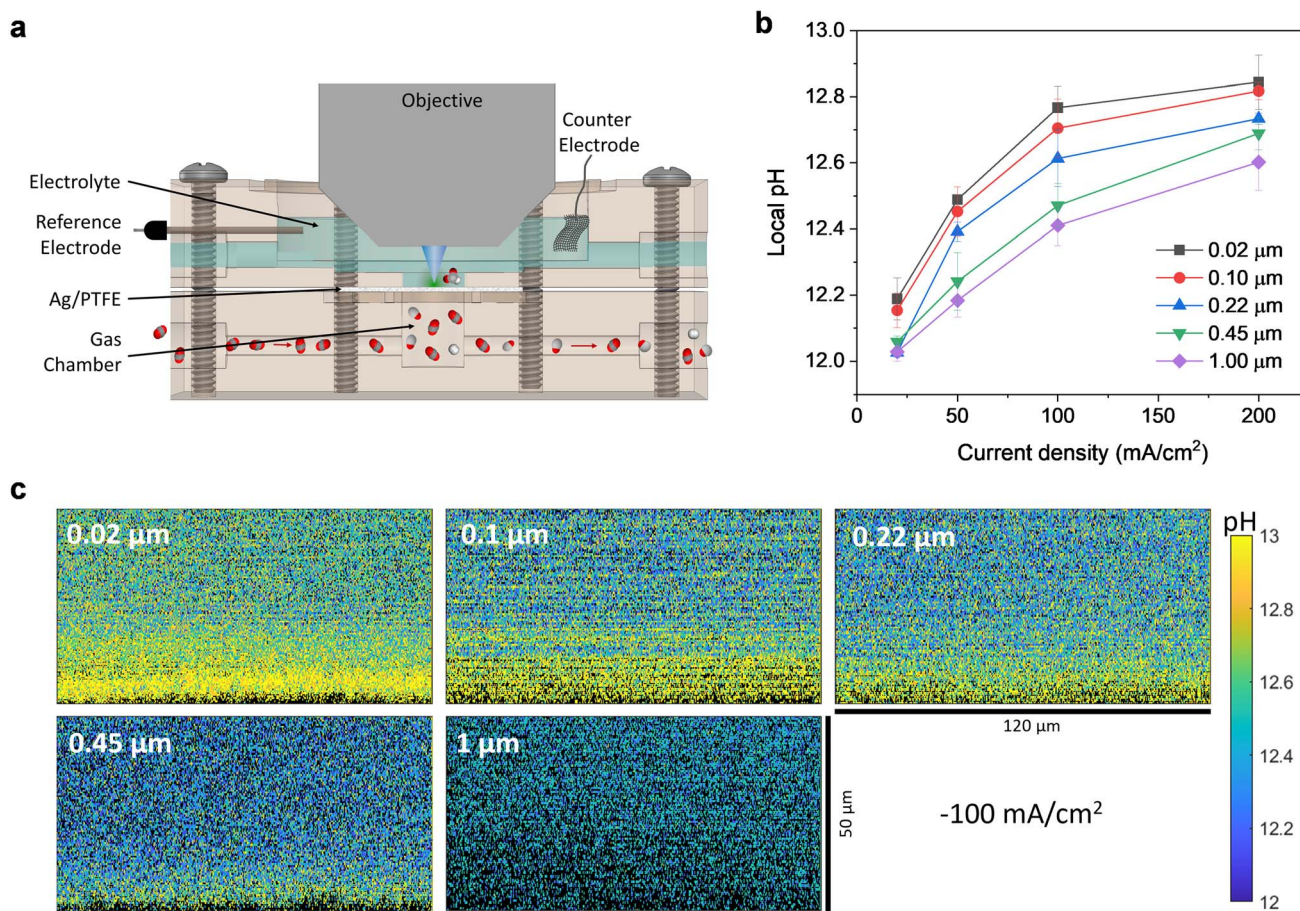 a
Objective
Counter
Electrode
Electrolyte
Reference
Electrode
Ag/PTFE
Gas
Chamber
b
13.0
12.8
12.6
12.4
12.2
12.0
Local pH
0
50
100
150
200
Current density (mA/cm²)
0.02 µm
0.10 µm
0.22 µm
0.45 µm
1.00 µm
c
0.02 µm
0.1 µm
0.22 µm
pH
13
12.8
12.6
12.4
12.2
12
120 µm
0.45 µm
1 µm
50 µm
-100 mA/cm²